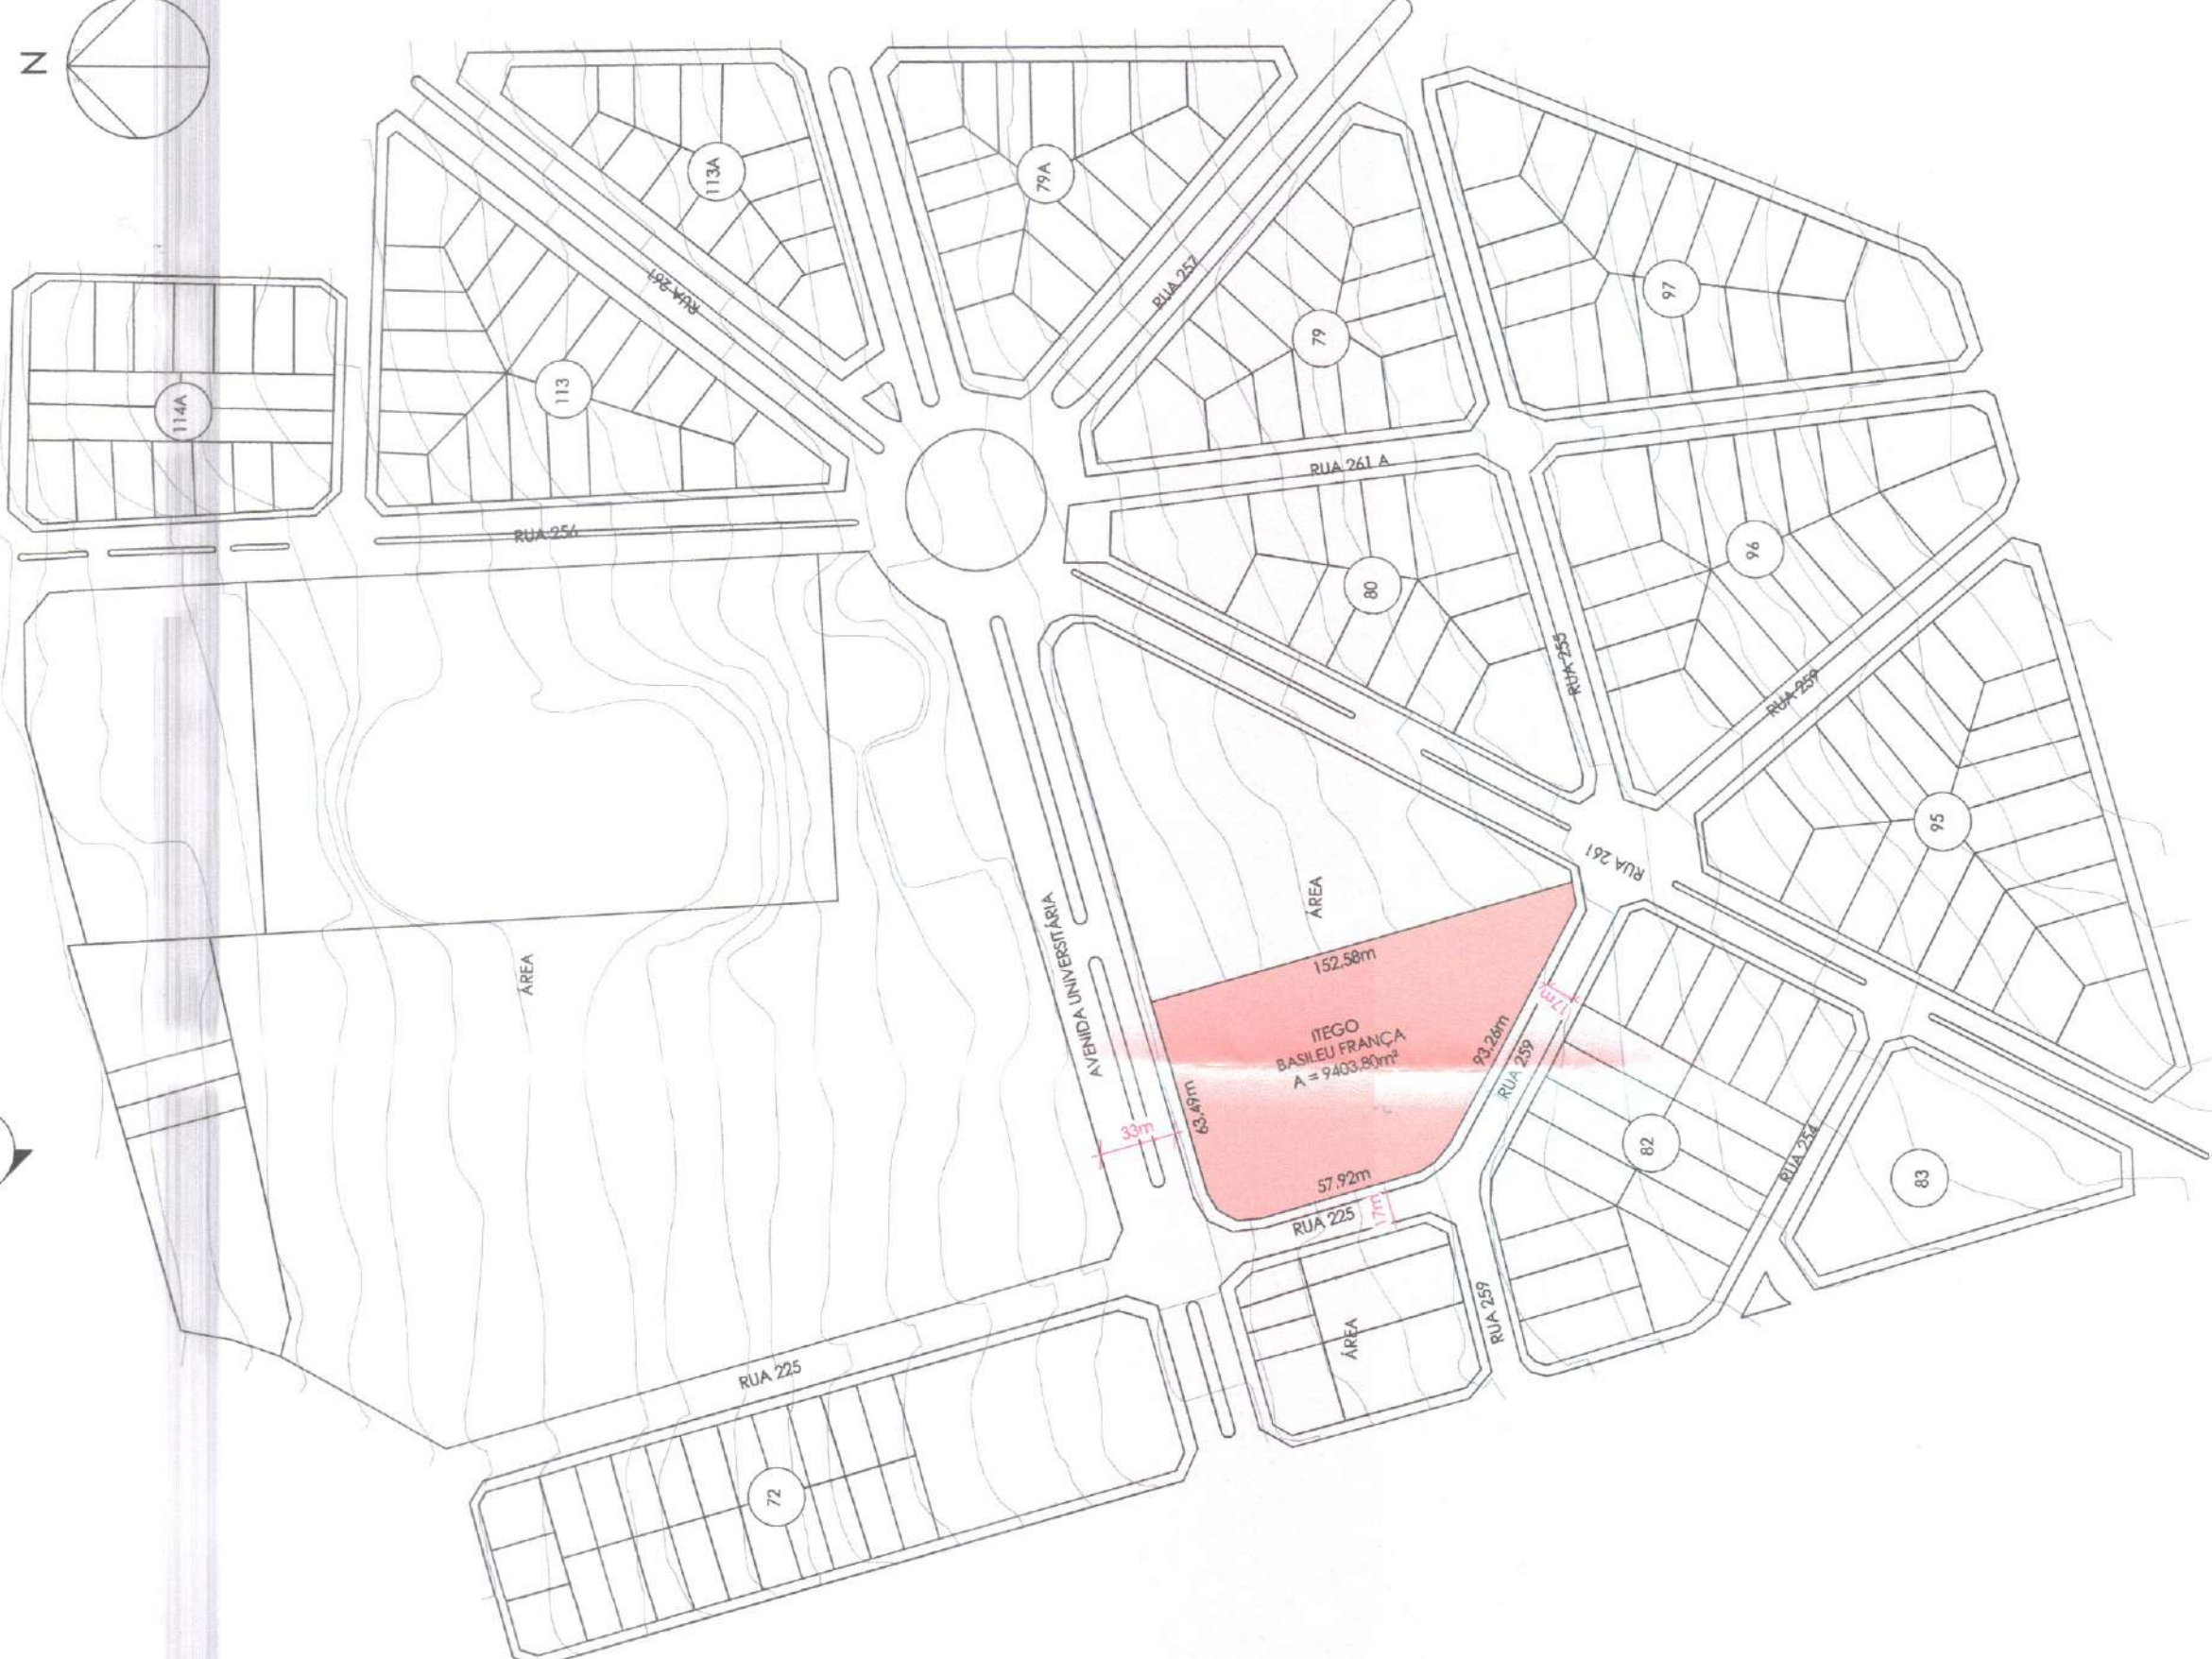 N
113A
79A
RUA 261
RUA 257
97
79
114A
113
RUA 256
RUA 261 A
96
80
RUA 255
RUA 259
95
RUA 261
ÁREA
AVENIDA UNIVERSITÁRIA
152,58m
ÁREA
17m
ITEGO
BASILEU FRANÇA
A = 9403,80m²
93,26m
RUA 259
63,49m
33m
82
RUA 254
83
57,92m
17m
RUA 225
RUA 259
ÁREA
RUA 225
72